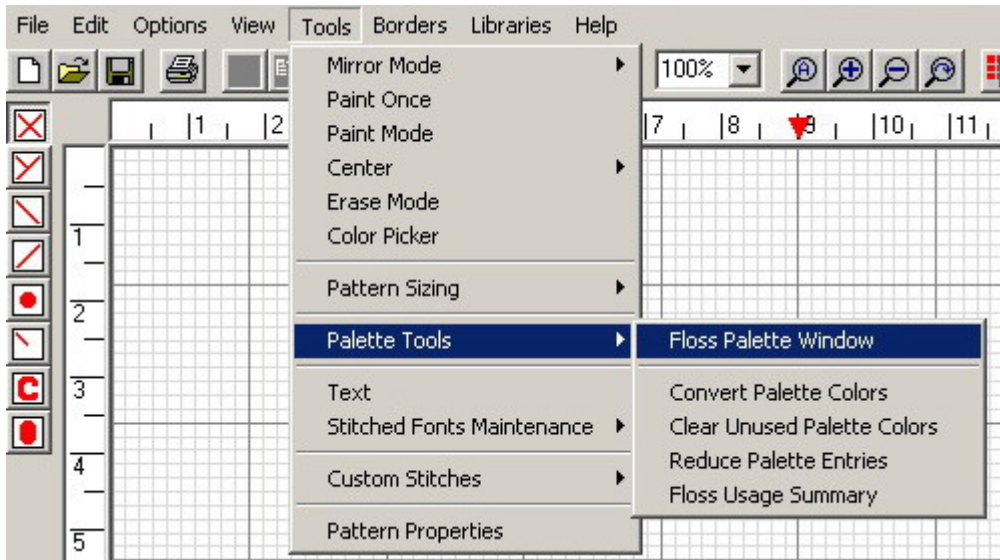 File Edit Options View Tools Borders Libraries Help
Mirror Mode
100%
Paint Once
Paint Mode
1 2 7 8 9 10 11
Center
Erase Mode
Color Picker
1
Pattern Sizing
2
Palette Tools
Floss Palette Window
Text
3
Convert Palette Colors
Stitched Fonts Maintenance
Clear Unused Palette Colors
4
Reduce Palette Entries
Custom Stitches
Floss Usage Summary
Pattern Properties
5